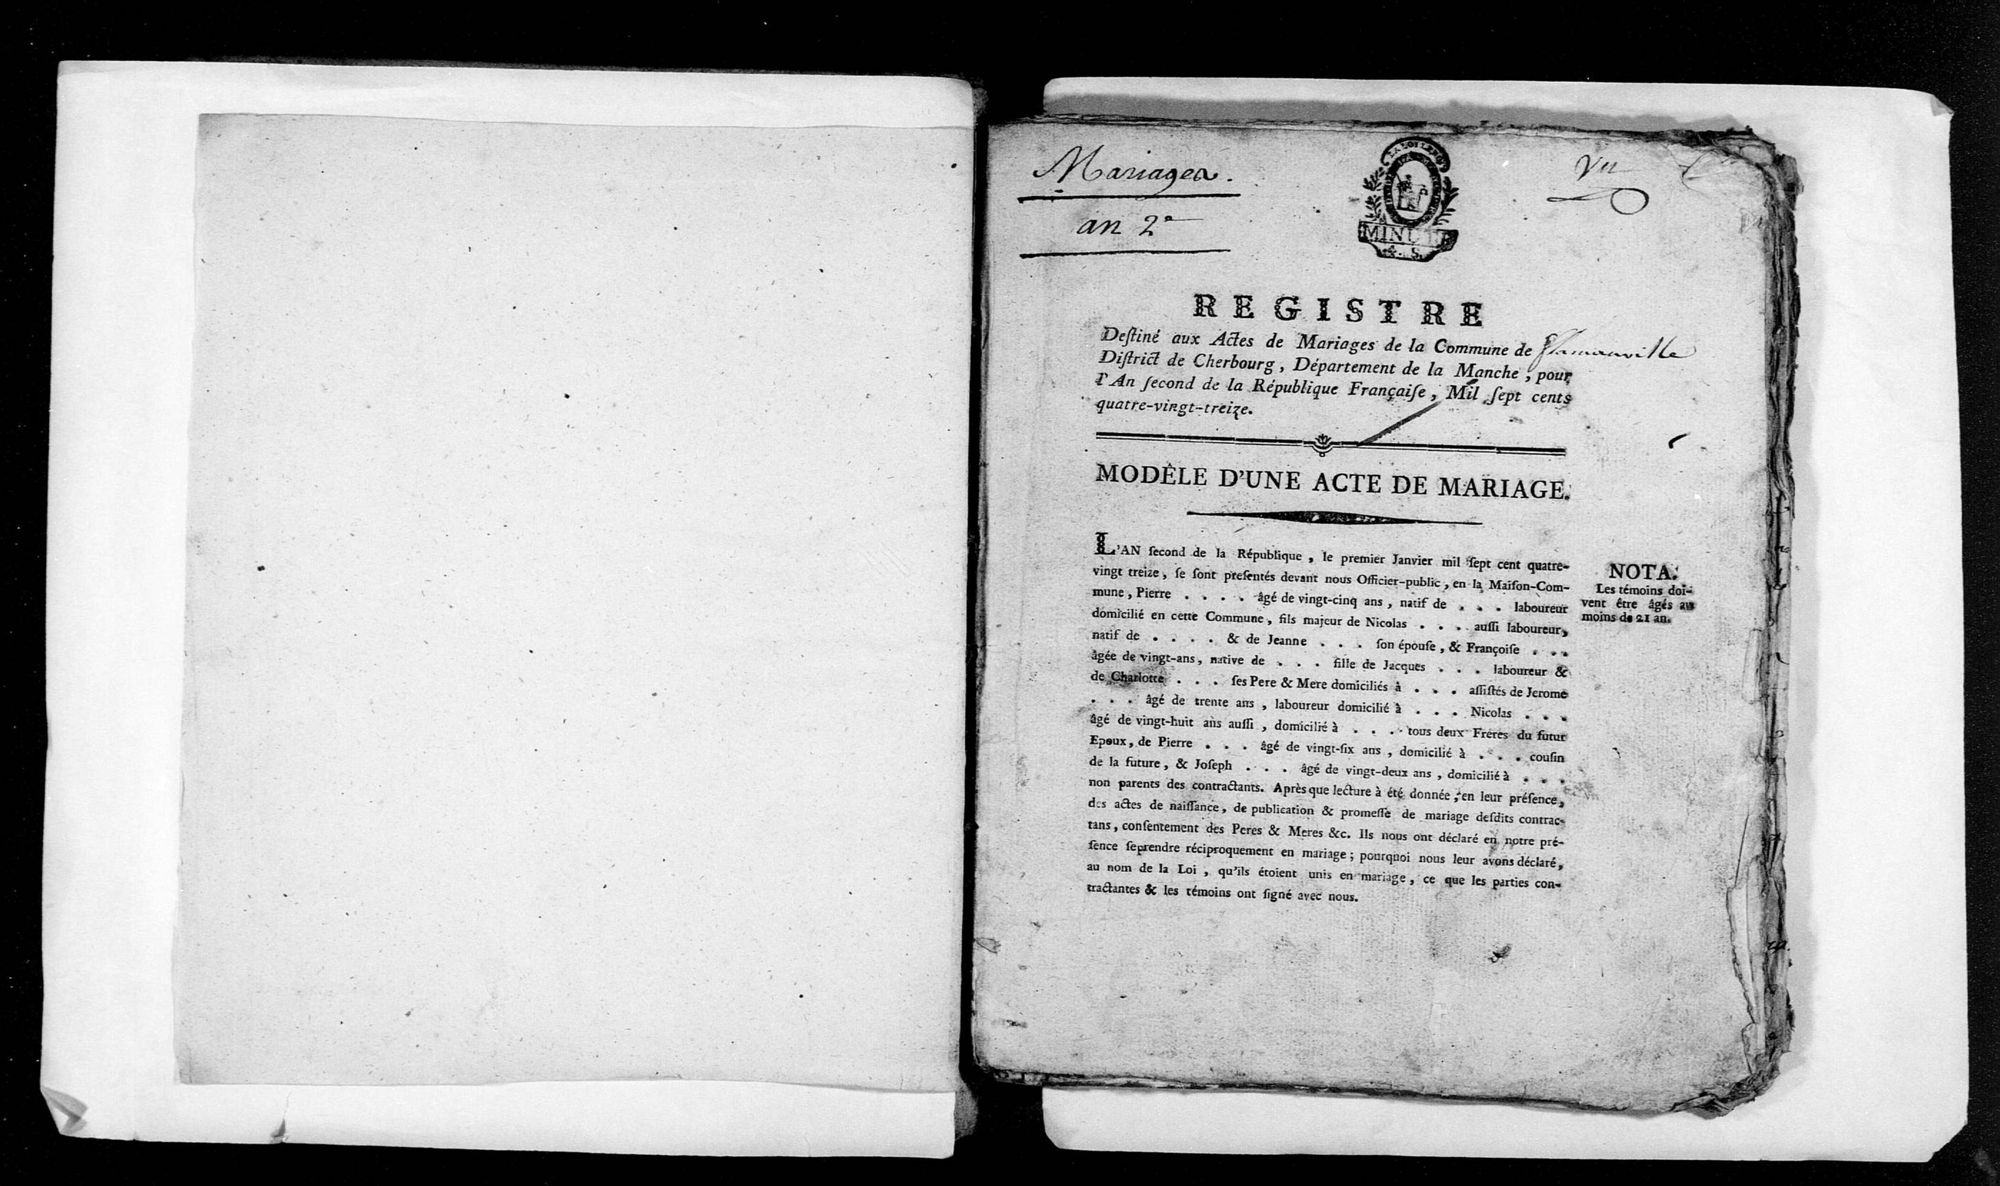 Mariages.
an 2e
LA LOI LE ROI
MINUTE
4. S.
Vu
REGISTRE
Deſtiné aux Actes de Mariages de la Commune de Flamanville
Diſtrict de Cherbourg, Département de la Manche, pour
l'An ſecond de la République Françaiſe, Mil ſept cents
quatre-vingt-treize.
MODÈLE D'UNE ACTE DE MARIAGE.
L'AN ſecond de la République, le premier Janvier mil ſept cent quatre-
vingt treize, ſe ſont preſentés devant nous Officier-public, en la Maiſon-Com-
mune, Pierre . . . . âgé de vingt-cinq ans, natif de . . . laboureur
domicilié en cette Commune, fils majeur de Nicolas . . . auſſi laboureur,
natif de . . . . & de Jeanne . . . ſon épouſe, & Françoiſe . . .
âgée de vingt-ans, native de . . . fille de Jacques . . . laboureur &
de Charlotte . . . ſes Pere & Mere domiciliés à . . . aſſiſtés de Jerome
. . . âgé de trente ans, laboureur domicilié à . . . Nicolas . . .
âgé de vingt-huit ans auſſi, domicilié à . . . . tous deux Fréres du futur
Epoux, de Pierre . . . âgé de vingt-ſix ans, domicilié à . . . couſin
de la future, & Joſeph . . . âgé de vingt-deux ans, domicilié à . . .
non parents des contractants. Après que lecture à été donnée, en leur préſence,
des actes de naiſſance, de publication & promeſſe de mariage deſdits contrac-
tans, conſentement des Peres & Meres &c. Ils nous ont déclaré en notre pré-
ſence ſeprendre réciproquement en mariage; pourquoi nous leur avons déclaré,
au nom de la Loi, qu'ils étoient unis en mariage, ce que les parties con-
tractantes & les témoins ont ſigné avec nous.
NOTA.
Les témoins doi-
vent être âgés au
moins de 21 an.